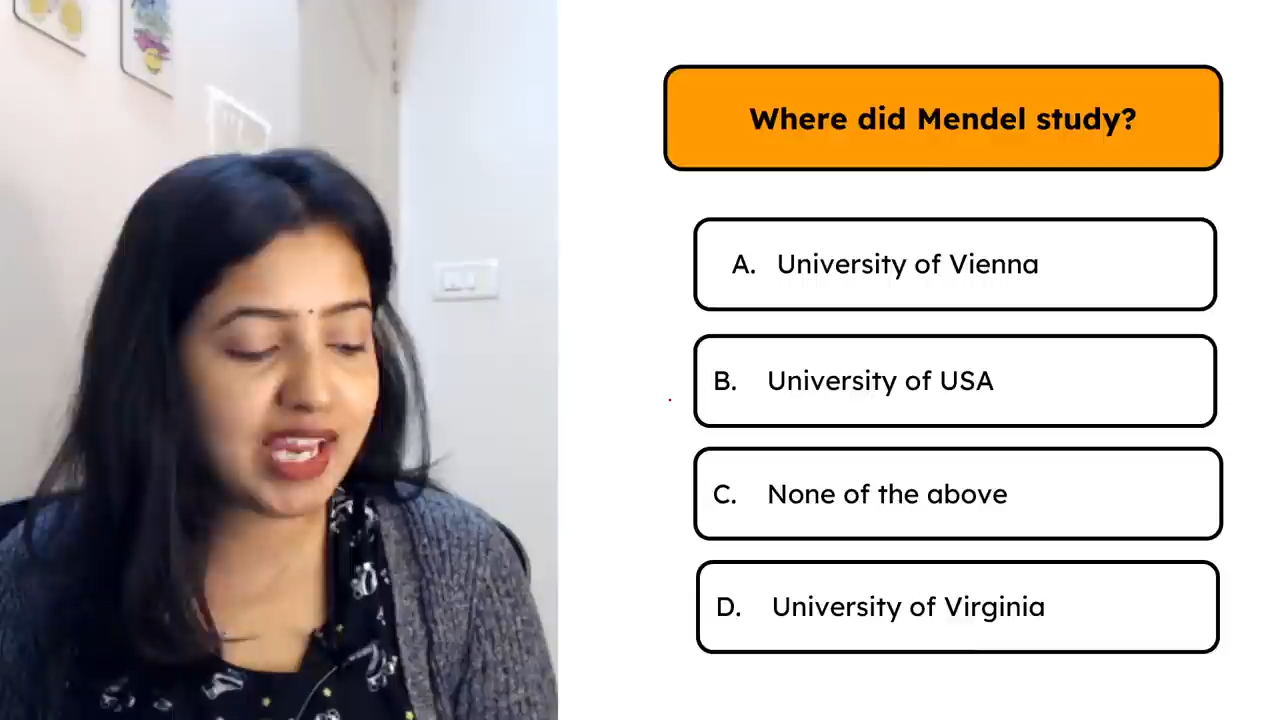 Where did Mendel study?
A. University of Vienna
B. University of USA
C. None of the above
D. University of Virginia